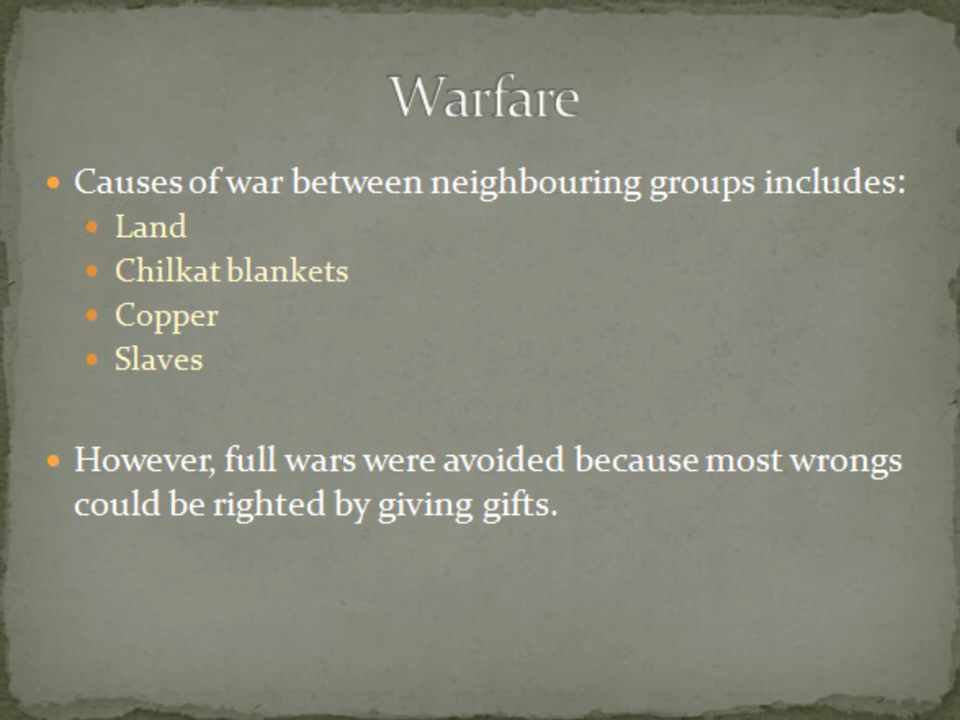 Warfare
Causes of war between neighbouring groups includes:
Land
Chilkat blankets
Copper
Slaves
However, full wars were avoided because most wrongs
could be righted by giving gifts.